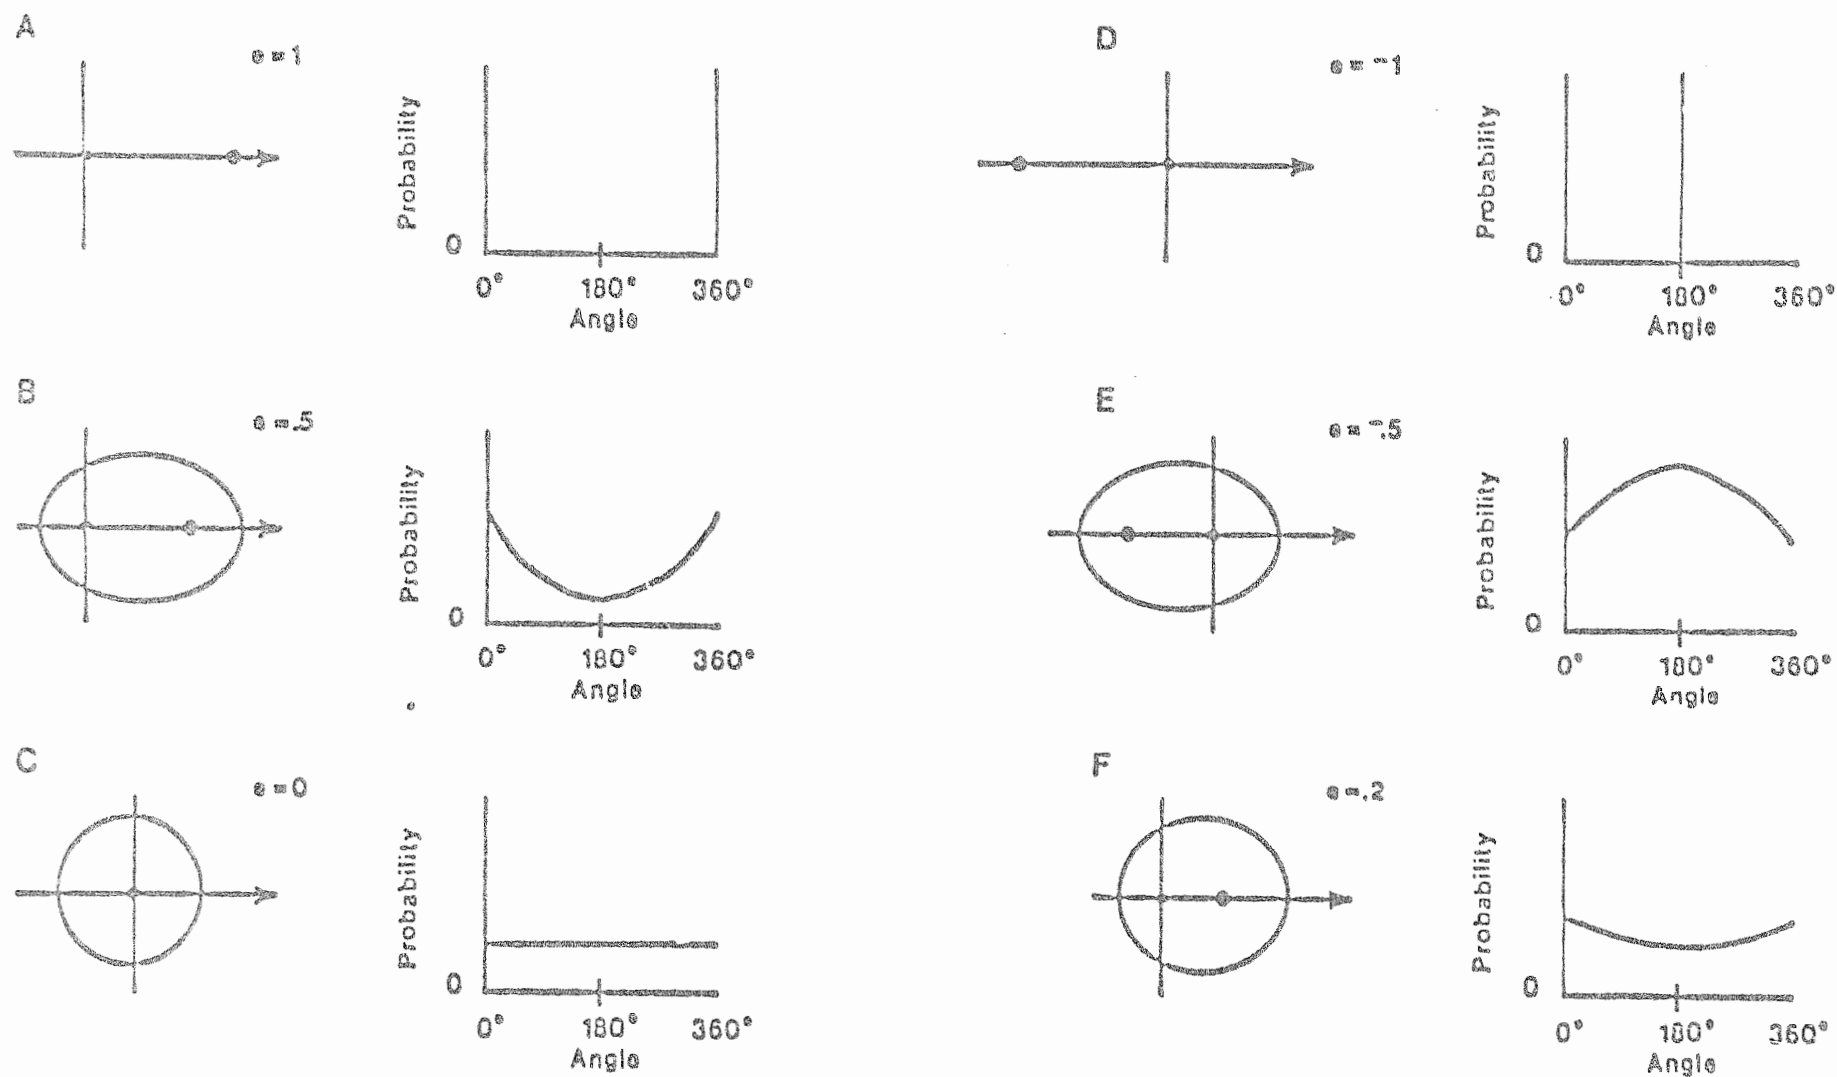 A
e = 1
Probability
0
0° 180° 360°
Angle
B
e = .5
Probability
0
0° 180° 360°
Angle
C
e = 0
Probability
0
0° 180° 360°
Angle
D
e = -1
Probability
0
0° 180° 360°
Angle
E
e = -.5
Probability
0
0° 180° 360°
Angle
F
e = .2
Probability
0
0° 180° 360°
Angle